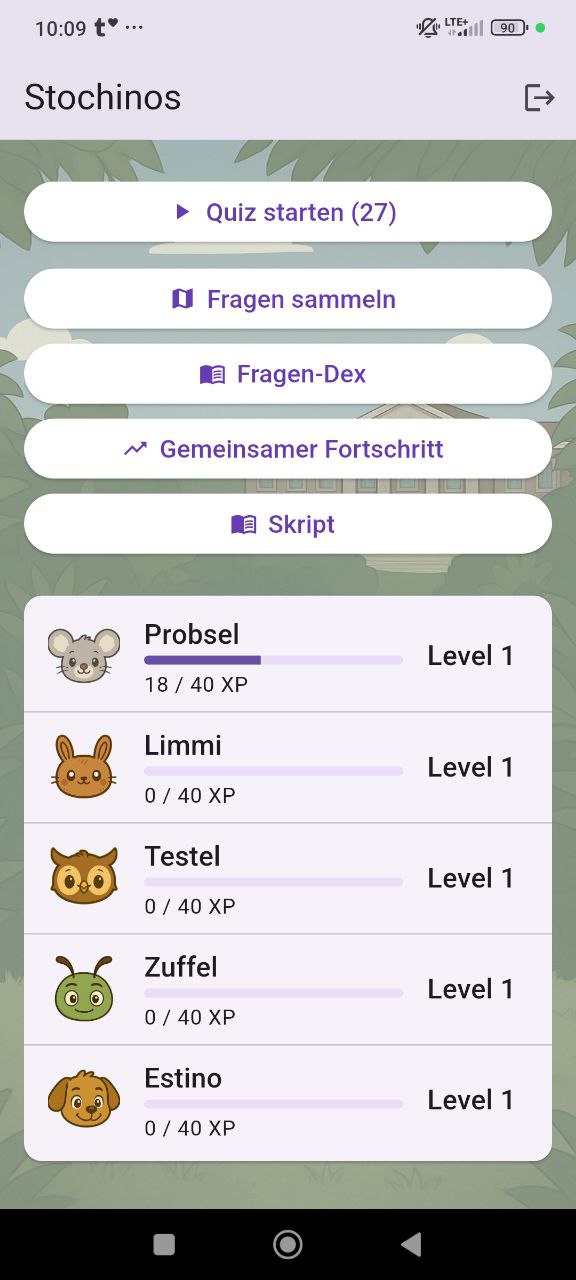 10:09 t ...
LTE+ 90
Stochinos
Quiz starten (27)
Fragen sammeln
Fragen-Dex
Gemeinsamer Fortschritt
Skript
Probsel
Level 1
18 / 40 XP
Limmi
Level 1
0 / 40 XP
Testel
Level 1
0 / 40 XP
Zuffel
Level 1
0 / 40 XP
Estino
Level 1
0 / 40 XP